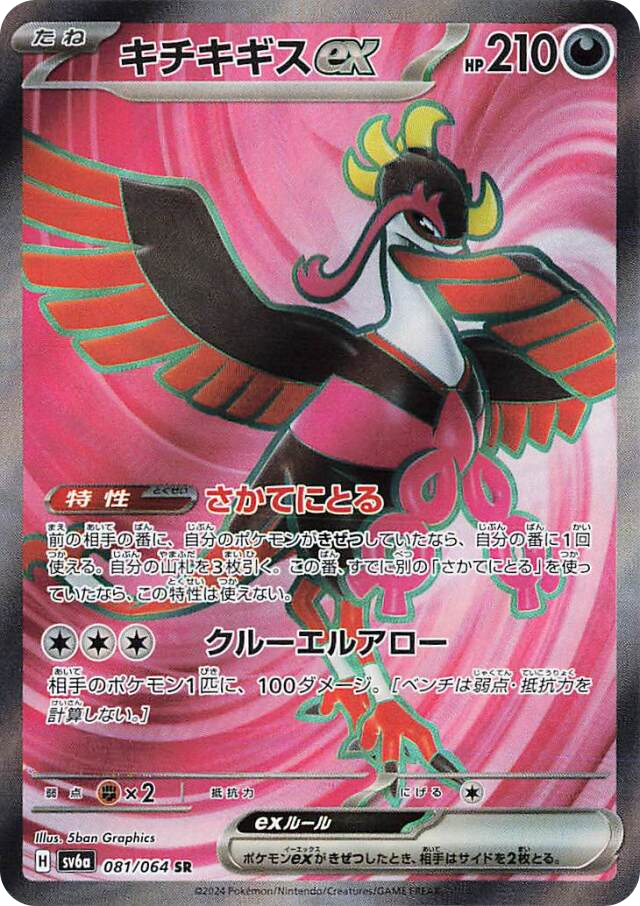 たね キチキギスex HP210
特性 とくせい さかてにとる
前の相手の番に、自分のポケモンがきぜつしていたなら、自分の番に1回
使える。自分の山札を3枚引く。この番、すでに別の「さかてにとる」を使っ
ていたなら、この特性は使えない。
クルーエルアロー
相手のポケモン1匹に、100ダメージ。[ベンチは弱点・抵抗力を
計算しない。]
弱点 ×2 抵抗力 にげる
exルール
ポケモンexがきぜつしたとき、相手はサイドを2枚とる。
Illus. 5ban Graphics
H sv6a 081/064 SR
©2024 Pokémon/Nintendo/Creatures/GAME FREAK